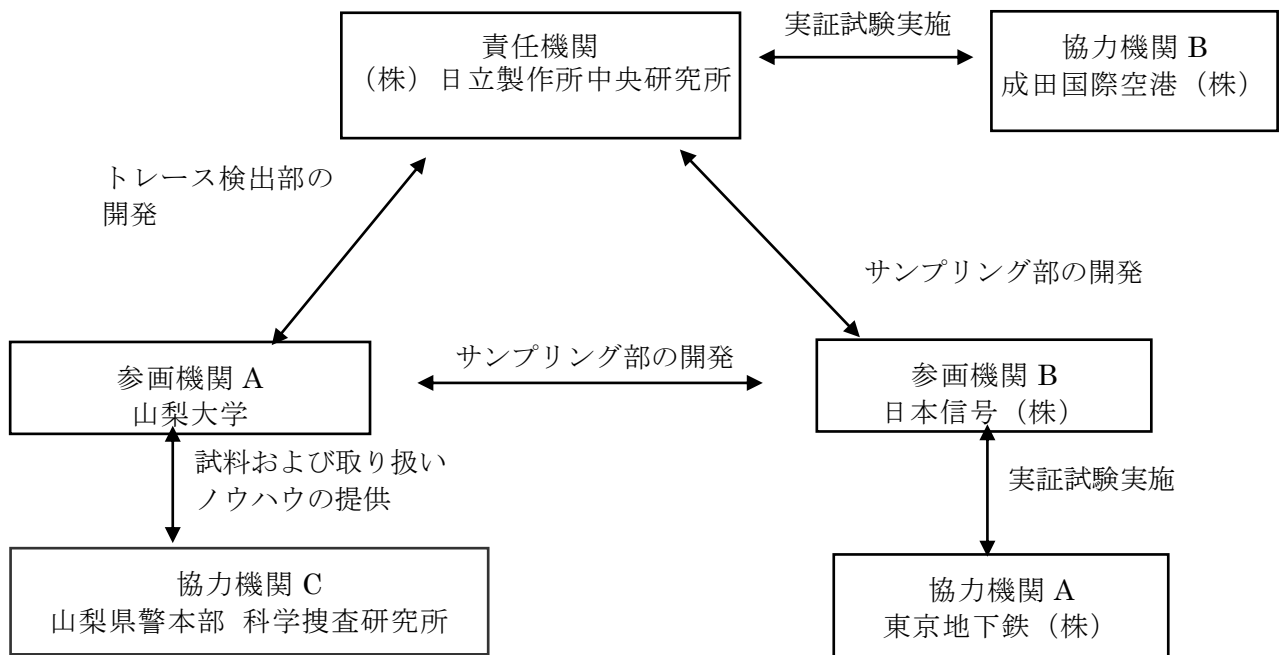 責任機関
（株）日立製作所中央研究所
実証試験実施
協力機関 B
成田国際空港（株）
トレース検出部の
開発
サンプリング部の開発
参画機関 A
山梨大学
サンプリング部の開発
参画機関 B
日本信号（株）
試料および取り扱い
ノウハウの提供
実証試験実施
協力機関 C
山梨県警本部 科学捜査研究所
協力機関 A
東京地下鉄（株）